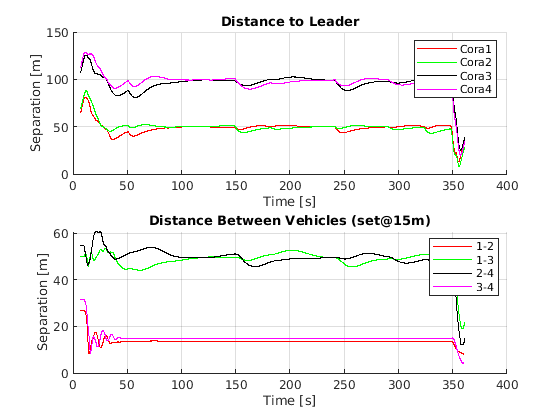 Distance to Leader
150
100
50
0
Separation [m]
Cora1
Cora2
Cora3
Cora4
0 50 100 150 200 250 300 350 400
Time [s]
Distance Between Vehicles (set@15m)
60
40
20
0
Separation [m]
1-2
1-3
2-4
3-4
0 50 100 150 200 250 300 350 400
Time [s]